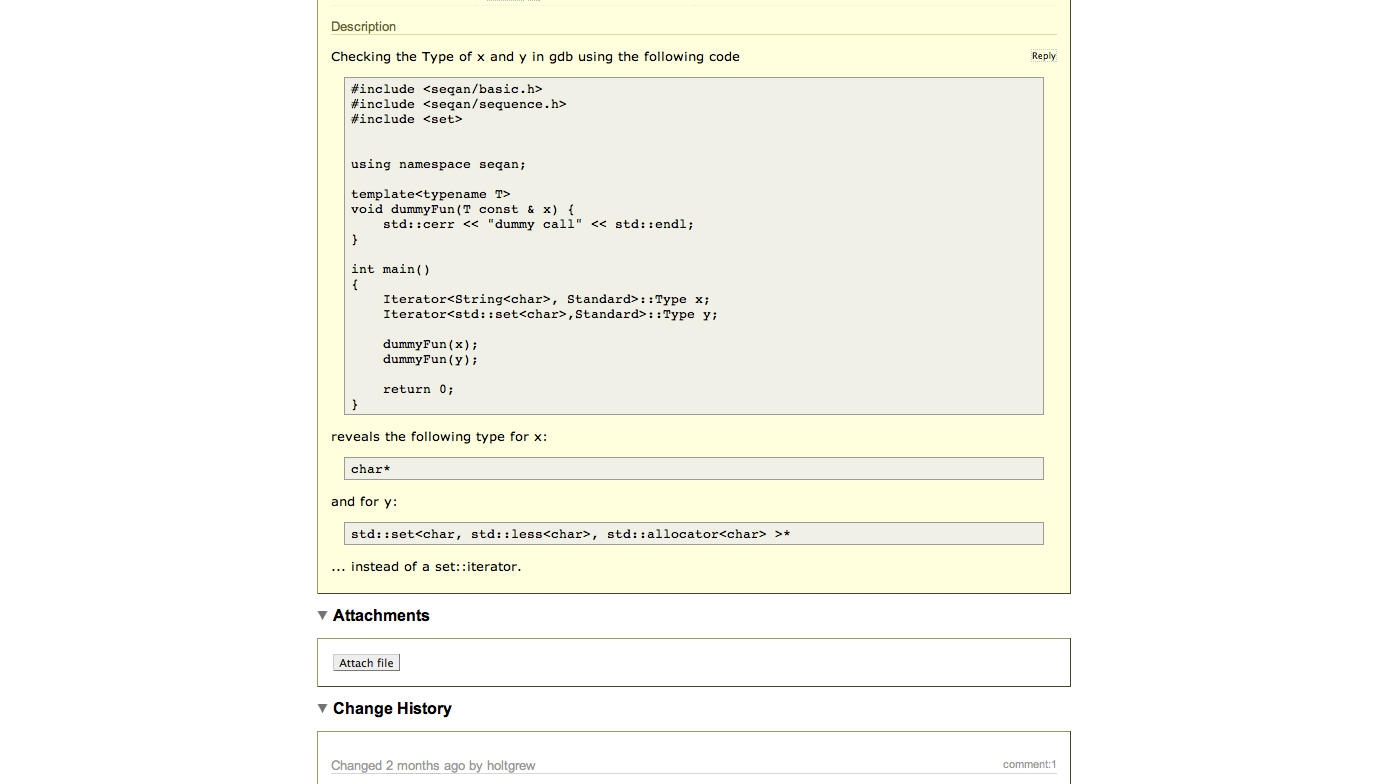 Description
Checking the Type of x and y in gdb using the following code
Reply
#include <seqan/basic.h>
#include <seqan/sequence.h>
#include <set>
using namespace seqan;
template<typename T>
void dummyFun(T const & x) {
    std::cerr << "dummy call" << std::endl;
}
int main()
{
    Iterator<String<char>, Standard>::Type x;
    Iterator<std::set<char>,Standard>::Type y;
    dummyFun(x);
    dummyFun(y);
    return 0;
}
reveals the following type for x:
char*
and for y:
std::set<char, std::less<char>, std::allocator<char> >*
... instead of a set::iterator.
Attachments
Attach file
Change History
Changed 2 months ago by holtgrew
comment:1